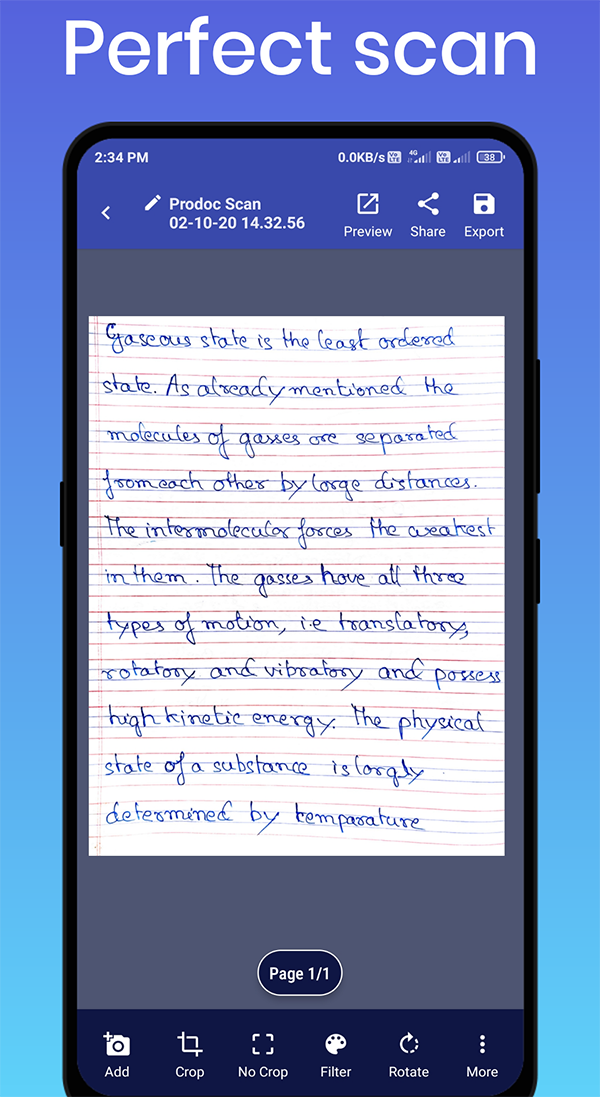 Perfect scan
2:34 PM
0.0KB/s
4G
38
Prodoc Scan
02-10-20 14.32.56
Preview
Share
Export
Gaseous state is the least ordered
state. As already mentioned the
molecules of gasses are separated
from each other by large distances.
The intermolecular forces the weakest
in them. The gasses have all three
types of motion, i.e translatory,
rotatory and vibratory and possess
high kinetic energy. The physical
state of a substance is largly
determined by temparature
Page 1/1
Add
Crop
No Crop
Filter
Rotate
More